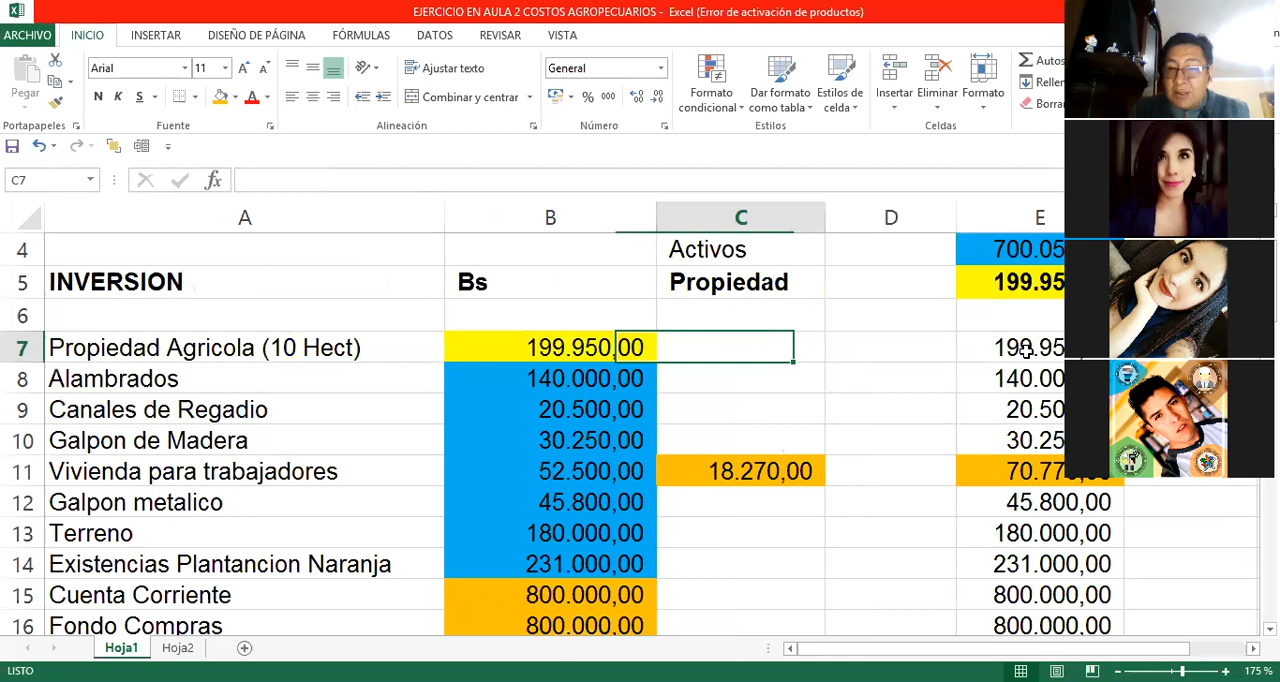 EJERCICIO EN AULA 2 COSTOS AGROPECUARIOS - Excel (Error de activación de productos)
ARCHIVO INICIO INSERTAR DISEÑO DE PÁGINA FÓRMULAS DATOS REVISAR VISTA
Pegar
Arial 11
N K S
Ajustar texto
Combinar y centrar
General
% 000
Formato condicional
Dar formato como tabla
Estilos de celda
Insertar Eliminar Formato
Autos
Rellen
Borra
Portapapeles Fuente Alineación Número Estilos Celdas
C7 fx
A B C D E
4 Activos 700.05
5 INVERSION Bs Propiedad 199.95
6
7 Propiedad Agricola (10 Hect) 199.950,00 199.95
8 Alambrados 140.000,00 140.00
9 Canales de Regadio 20.500,00 20.50
10 Galpon de Madera 30.250,00 30.25
11 Vivienda para trabajadores 52.500,00 18.270,00 70.770,00
12 Galpon metalico 45.800,00 45.800,00
13 Terreno 180.000,00 180.000,00
14 Existencias Plantancion Naranja 231.000,00 231.000,00
15 Cuenta Corriente 800.000,00 800.000,00
16 Fondo Compras 800.000,00 800.000,00
Hoja1 Hoja2
LISTO 175 %